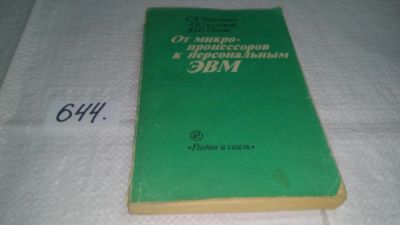 От микро-
процессоров
к персональным
ЭВМ
«Радио и связь»
644.